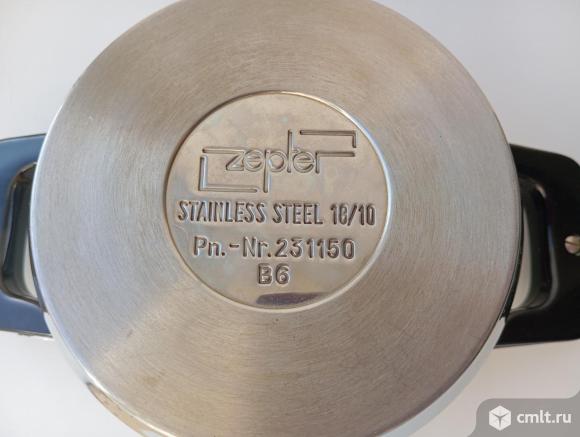 zepter
STAINLESS STEEL 18/10
Pn.-Nr. 231150
B6
cmlt.ru